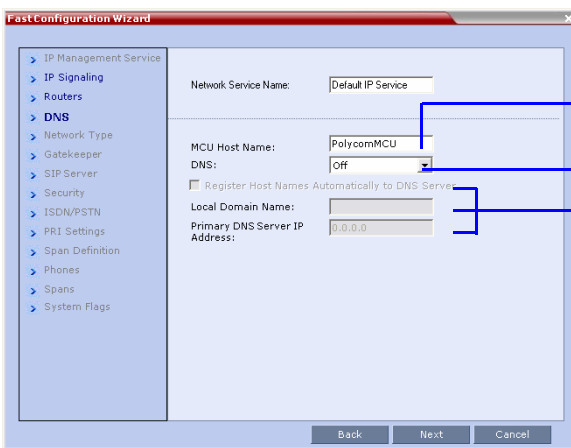 Fast Configuration Wizard
x
IP Management Service
IP Signaling
Routers
DNS
Network Type
Gatekeeper
SIP Server
Security
ISDN/PSTN
PRI Settings
Span Definition
Phones
Spans
System Flags
Network Service Name: Default IP Service
MCU Host Name: PolycomMCU
DNS: Off
Register Host Names Automatically to DNS Server
Local Domain Name:
Primary DNS Server IP 0.0.0.0
Address:
Back Next Cancel